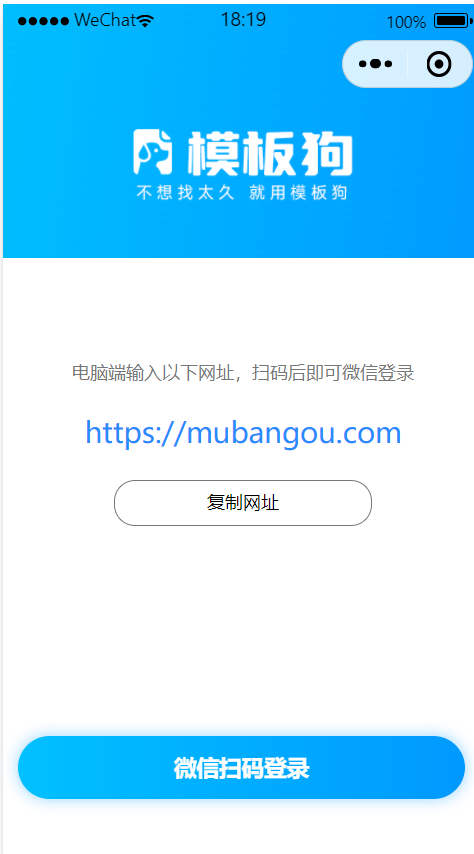 WeChat 18:19 100%
模板狗
不想找太久 就用模板狗
电脑端输入以下网址，扫码后即可微信登录
https://mubangou.com
复制网址
微信扫码登录